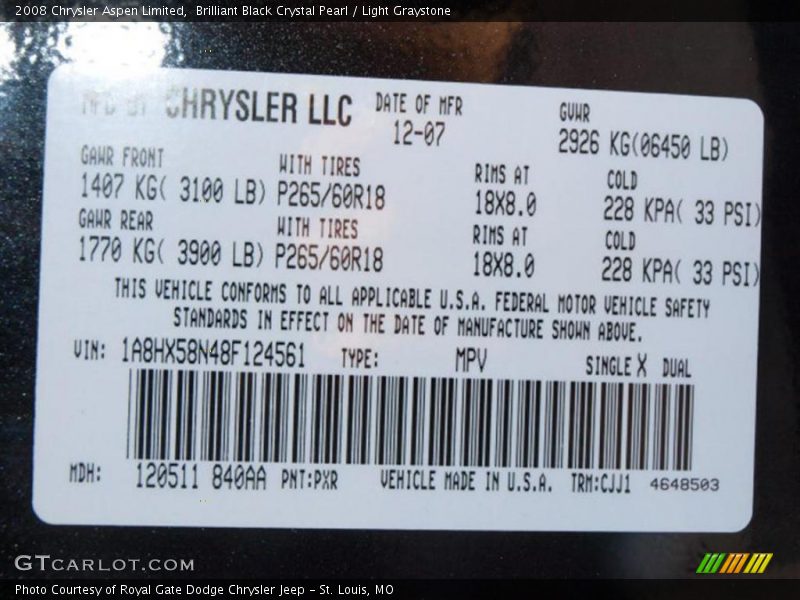 2008 Chrysler Aspen Limited, Brilliant Black Crystal Pearl / Light Graystone
MFD BY CHRYSLER LLC DATE OF MFR GVWR
12-07 2926 KG(06450 LB)
GAWR FRONT WITH TIRES RIMS AT COLD
1407 KG( 3100 LB) P265/60R18 18X8.0 228 KPA( 33 PSI)
GAWR REAR WITH TIRES RIMS AT COLD
1770 KG( 3900 LB) P265/60R18 18X8.0 228 KPA( 33 PSI)
THIS VEHICLE CONFORMS TO ALL APPLICABLE U.S.A. FEDERAL MOTOR VEHICLE SAFETY
STANDARDS IN EFFECT ON THE DATE OF MANUFACTURE SHOWN ABOVE.
VIN: 1A8HX58N48F124561 TYPE: MPV SINGLE X DUAL
MDH: 120511 840AA PNT:PXR VEHICLE MADE IN U.S.A. TRM:CJJ1 4648503
GTCARLOT.COM
Photo Courtesy of Royal Gate Dodge Chrysler Jeep - St. Louis, MO